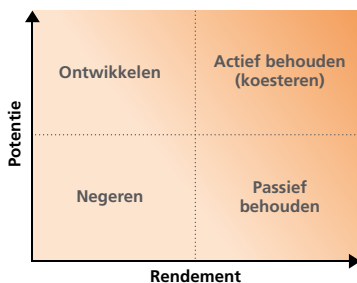 Ontwikkelen
Actief behouden
(koesteren)
Negeren
Passief
behouden
Potentie
Rendement